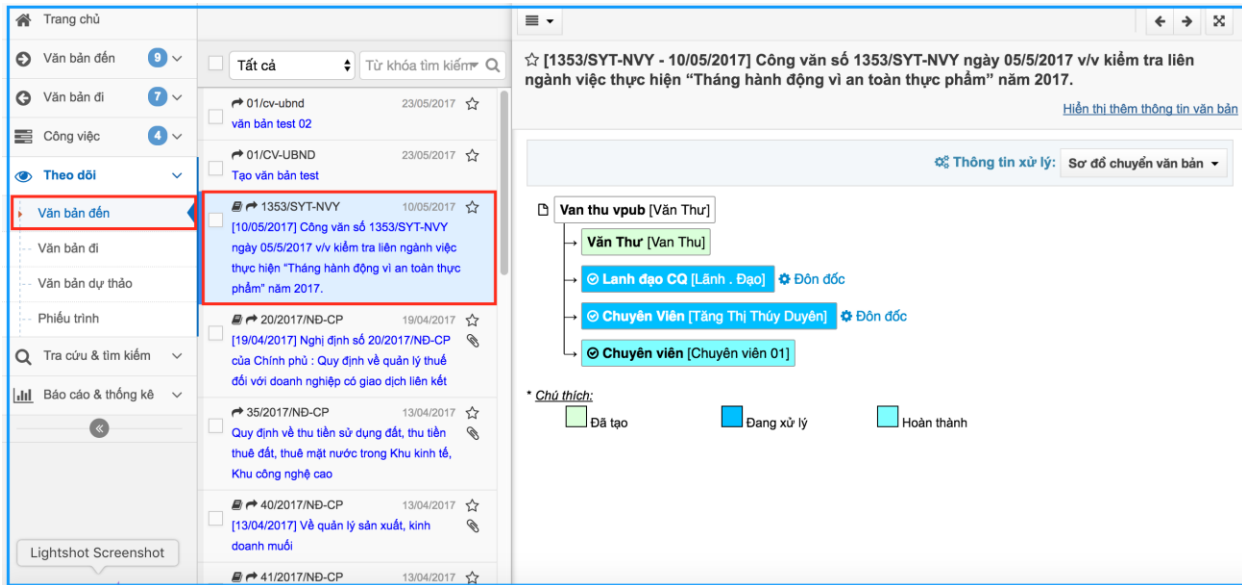 Trang chủ
Văn bản đến 9
Văn bản đi 7
Công việc 4
Theo dõi
Văn bản đến
Văn bản đi
Văn bản dự thảo
Phiếu trình
Tra cứu & tìm kiếm
Báo cáo & thống kê
Lightshot Screenshot
Tất cả
Từ khóa tìm kiếm
01/cv-ubnd 23/05/2017
văn bản test 02
01/CV-UBND 23/05/2017
Tạo văn bản test
1353/SYT-NVY 10/05/2017
[10/05/2017] Công văn số 1353/SYT-NVY
ngày 05/5/2017 v/v kiểm tra liên ngành việc
thực hiện “Tháng hành động vì an toàn thực
phẩm” năm 2017.
20/2017/NĐ-CP 19/04/2017
[19/04/2017] Nghị định số 20/2017/NĐ-CP
của Chính phủ : Quy định về quản lý thuế
đối với doanh nghiệp có giao dịch liên kết
35/2017/NĐ-CP 13/04/2017
Quy định về thu tiền sử dụng đất, thu tiền
thuê đất, thuê mặt nước trong Khu kinh tế,
Khu công nghệ cao
40/2017/NĐ-CP 13/04/2017
[13/04/2017] Về quản lý sản xuất, kinh
doanh muối
41/2017/NĐ-CP 13/04/2017
[1353/SYT-NVY - 10/05/2017] Công văn số 1353/SYT-NVY ngày 05/5/2017 v/v kiểm tra liên
ngành việc thực hiện “Tháng hành động vì an toàn thực phẩm” năm 2017.
Hiển thị thêm thông tin văn bản
Thông tin xử lý: Sơ đồ chuyển văn bản
Van thu vpub [Văn Thư]
Văn Thư [Van Thu]
Lanh đạo CQ [Lãnh . Đạo] Đôn đốc
Chuyên Viên [Tăng Thị Thúy Duyên] Đôn đốc
Chuyên viên [Chuyên viên 01]
* Chú thích:
Đã tạo
Đang xử lý
Hoàn thành